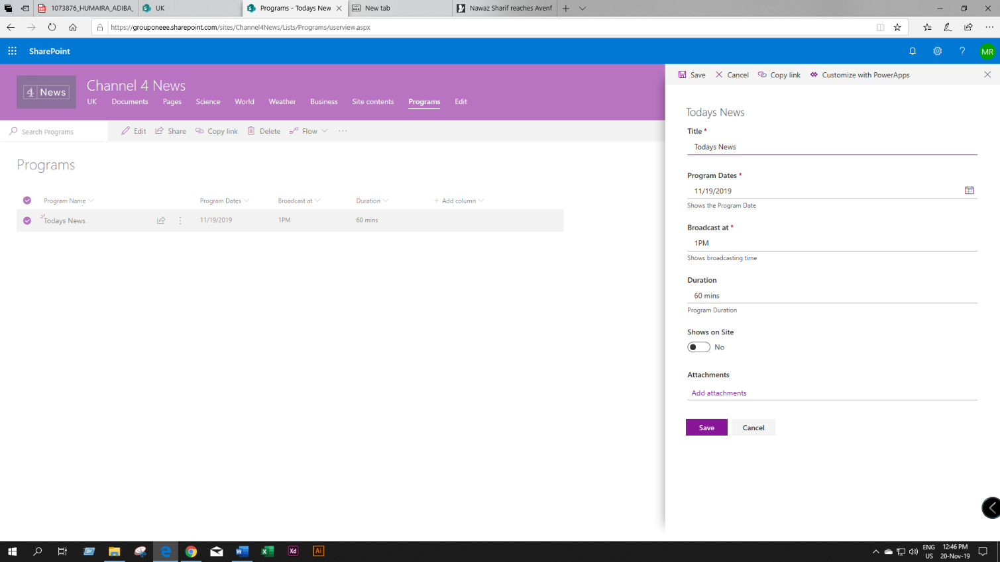 1073876_HUMAIRA_ADIBA_
UK
Programs - Todays New
New tab
Nawaz Sharif reaches Avenf
https://grouponeee.sharepoint.com/sites/Channel4News/Lists/Programs/userview.aspx
SharePoint
MR
4 News
Channel 4 News
UK Documents Pages Science World Weather Business Site contents Programs Edit
Search Programs
Edit Share Copy link Delete Flow
Programs
Program Name Program Dates Broadcast at Duration + Add column
Todays News 11/19/2019 1PM 60 mins
Save Cancel Copy link Customize with PowerApps
Todays News
Title *
Todays News
Program Dates *
11/19/2019
Shows the Program Date
Broadcast at *
1PM
Shows broadcasting time
Duration
60 mins
Program Duration
Shows on Site
No
Attachments
Add attachments
Save Cancel
Xd
Ai
ENG
US
12:46 PM
20-Nov-19